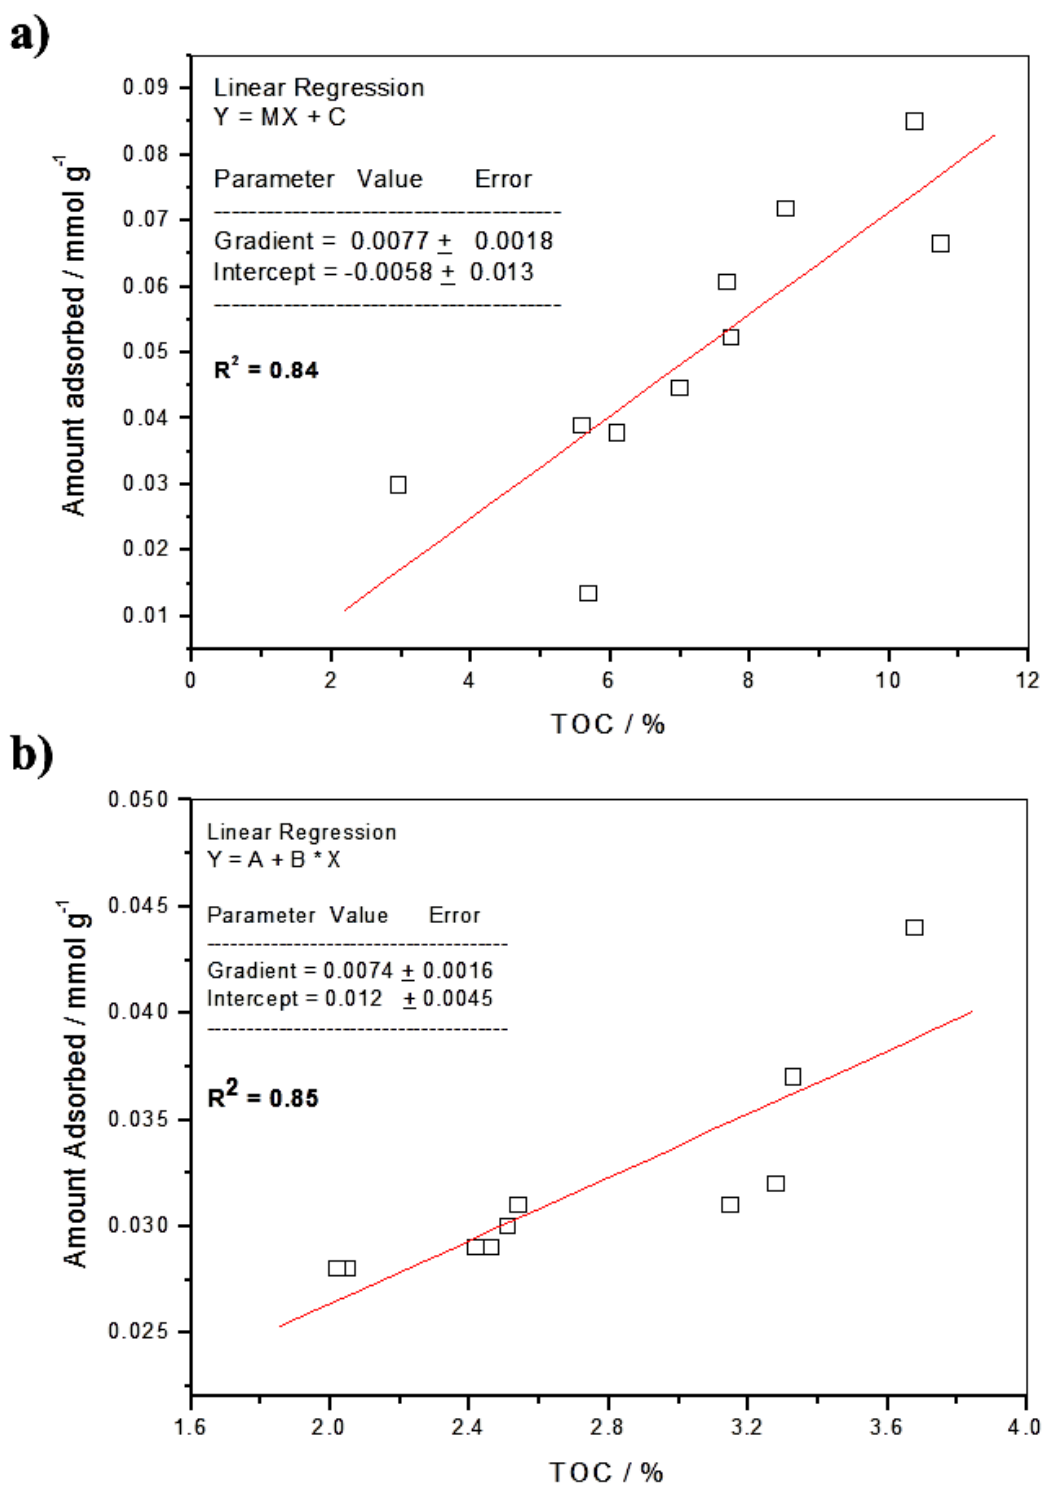 a)
Linear Regression
Y = MX + C
Parameter Value Error
----------------------------------------
Gradient = 0.0077 ± 0.0018
Intercept = -0.0058 ± 0.013
----------------------------------------
R² = 0.84
0.09
0.08
0.07
0.06
0.05
0.04
0.03
0.02
0.01
Amount adsorbed / mmol g⁻¹
0 2 4 6 8 10 12
TOC / %
b)
Linear Regression
Y = A + B * X
Parameter Value Error
----------------------------------------
Gradient = 0.0074 ± 0.0016
Intercept = 0.012 ± 0.0045
----------------------------------------
R² = 0.85
0.050
0.045
0.040
0.035
0.030
0.025
Amount Adsorbed / mmol g⁻¹
1.6 2.0 2.4 2.8 3.2 3.6 4.0
TOC / %